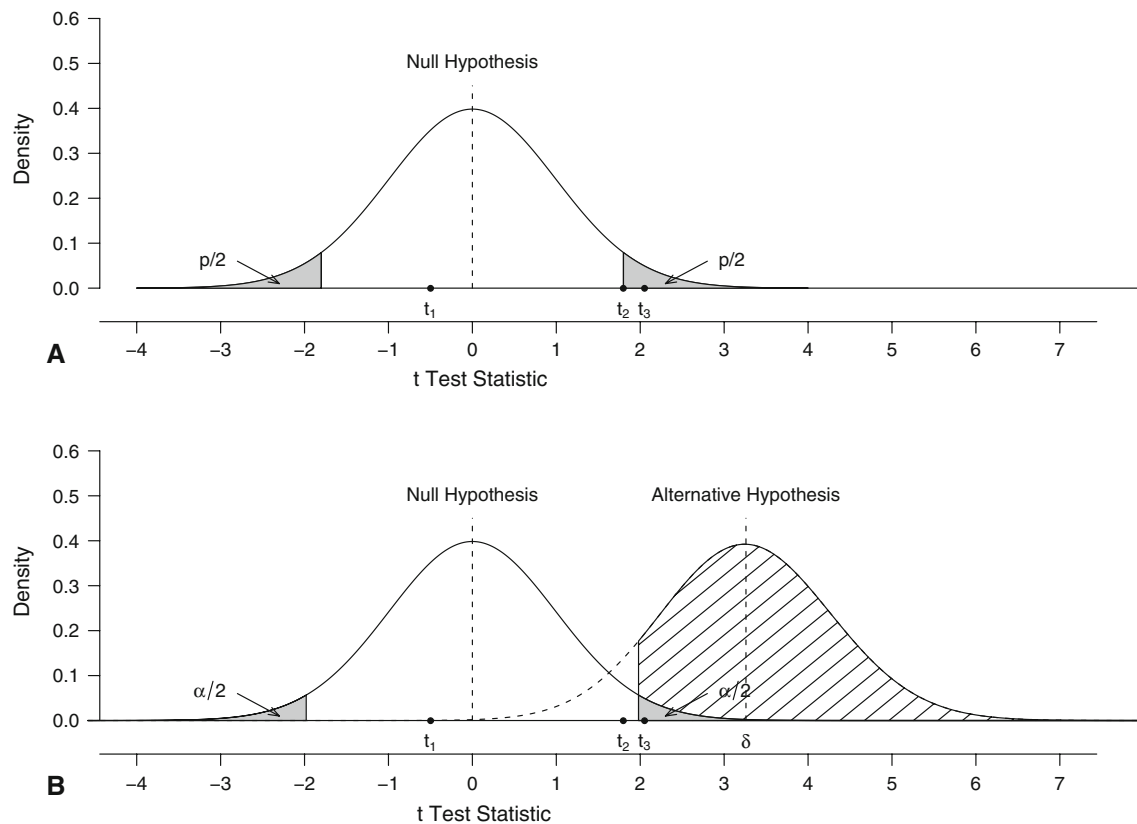 0.6
0.5
Null Hypothesis
0.4
Density
0.3
0.2
0.1
p/2
p/2
0.0
t1 t2 t3
A
−4 −3 −2 −1 0 1 2 3 4 5 6 7
t Test Statistic
0.6
0.5
Null Hypothesis Alternative Hypothesis
0.4
Density
0.3
0.2
0.1
α/2 α/2
0.0
t1 t2 t3 δ
B
−4 −3 −2 −1 0 1 2 3 4 5 6 7
t Test Statistic